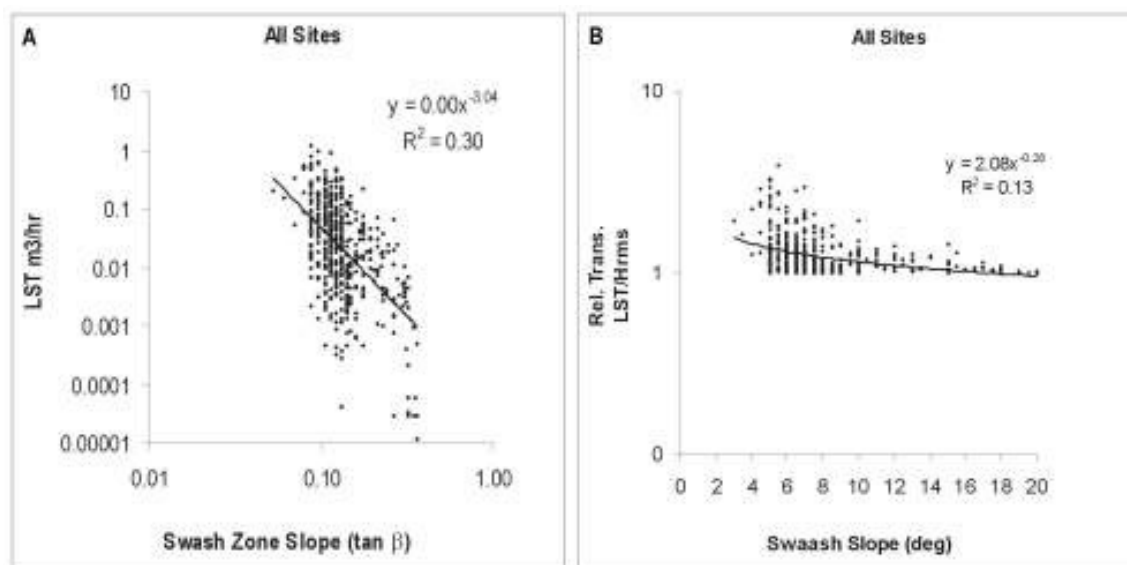 A
All Sites
10
y = 0.00x^-3.04
R² = 0.30
1
0.1
LST m3/hr
0.01
0.001
0.0001
0.00001
0.01 0.10 1.00
Swash Zone Slope (tan β)
B
All Sites
10
y = 2.08x^-0.28
R² = 0.13
Rel. Trans.
LST/Hrms
1
0
0 2 4 6 8 10 12 14 16 18 20
Swaash Slope (deg)